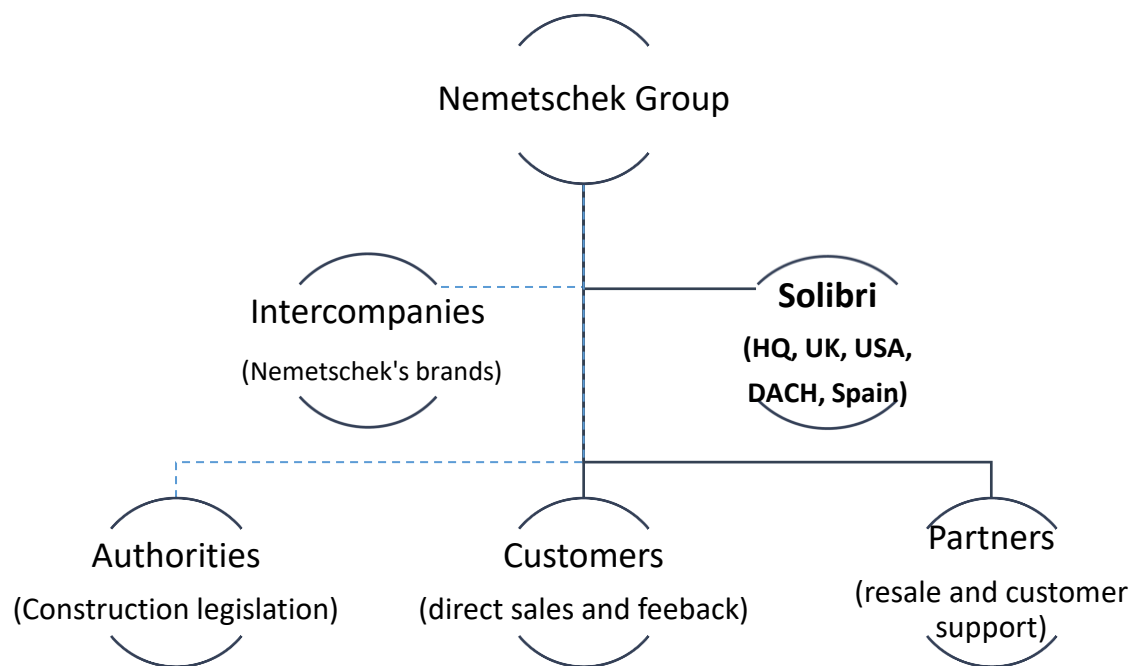 Nemetschek Group
Intercompanies
(Nemetschek's brands)
Solibri
(HQ, UK, USA,
DACH, Spain)
Authorities
(Construction legislation)
Customers
(direct sales and feeback)
Partners
(resale and customer
support)